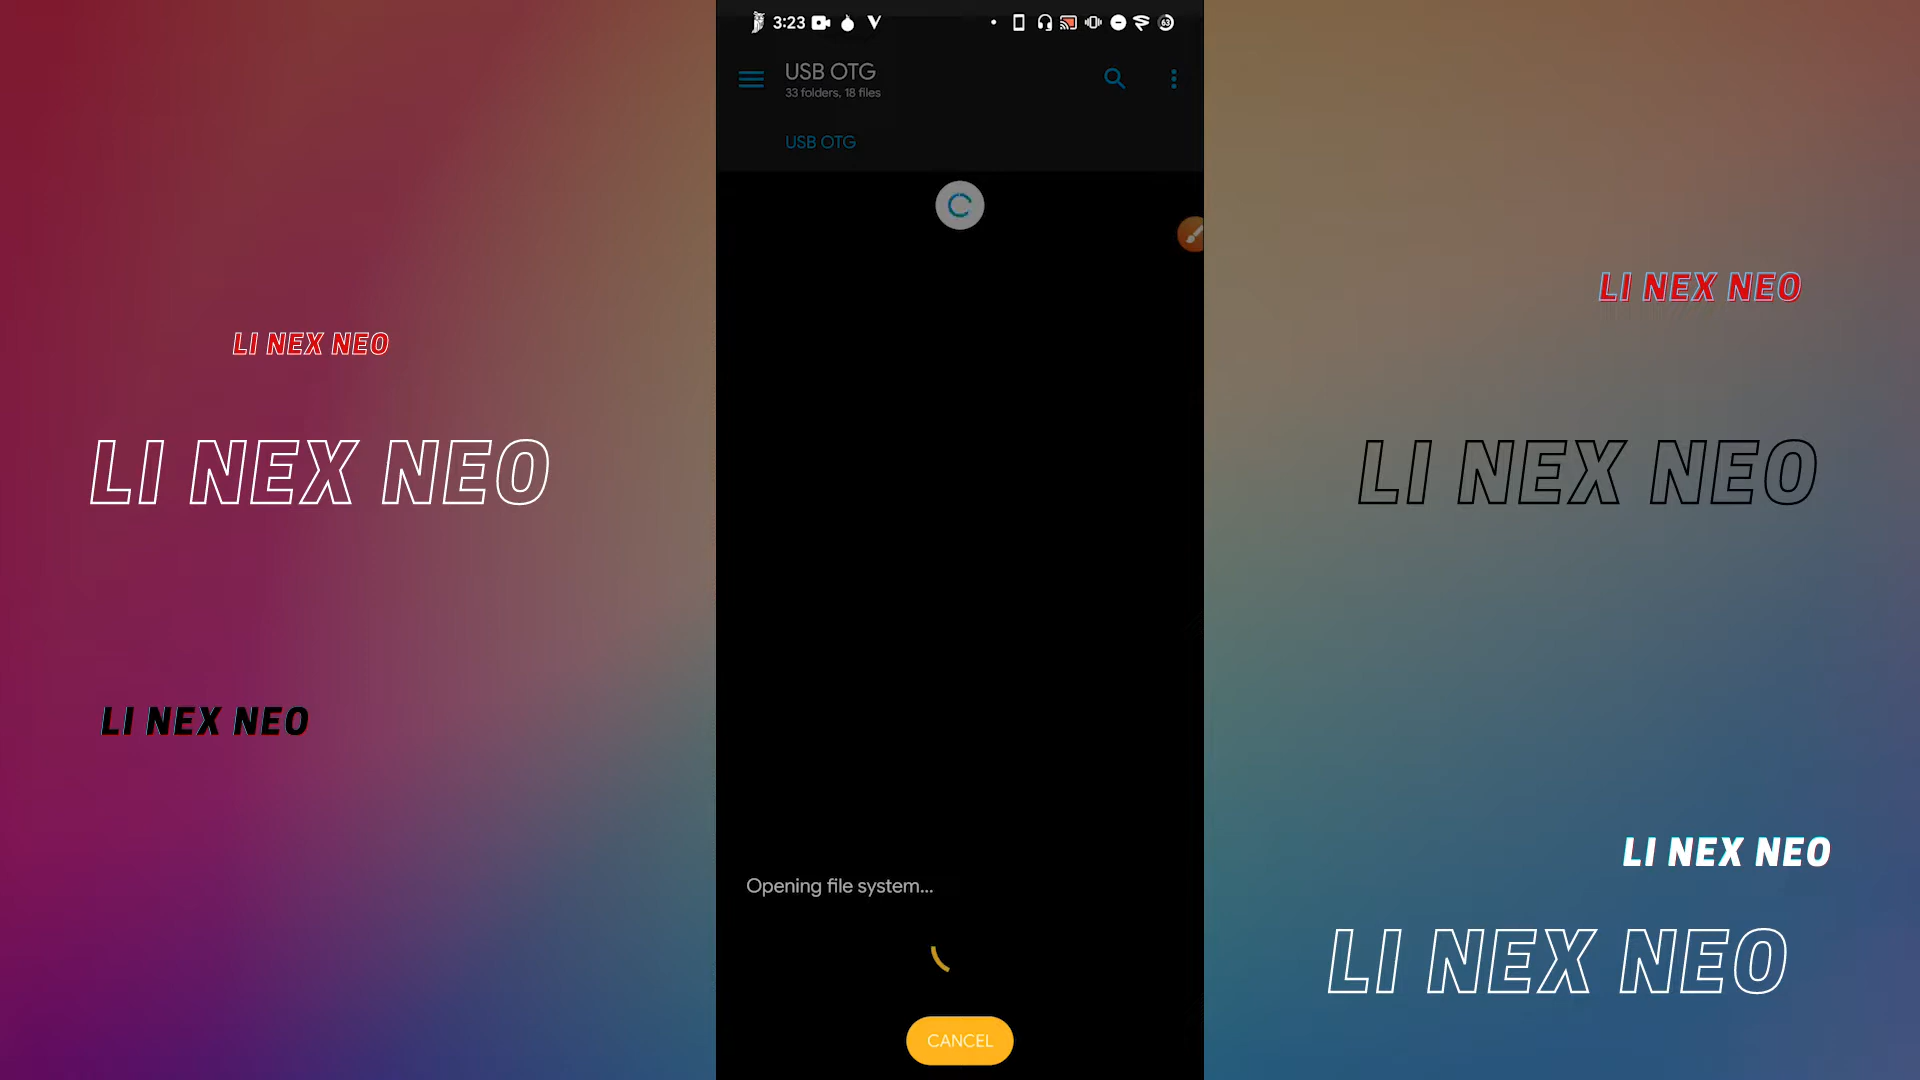 3:23
63
USB OTG
33 folders, 18 files
USB OTG
LI NEX NEO
LI NEX NEO
LI NEX NEO
LI NEX NEO
LI NEX NEO
LI NEX NEO
LI NEX NEO
Opening file system...
CANCEL